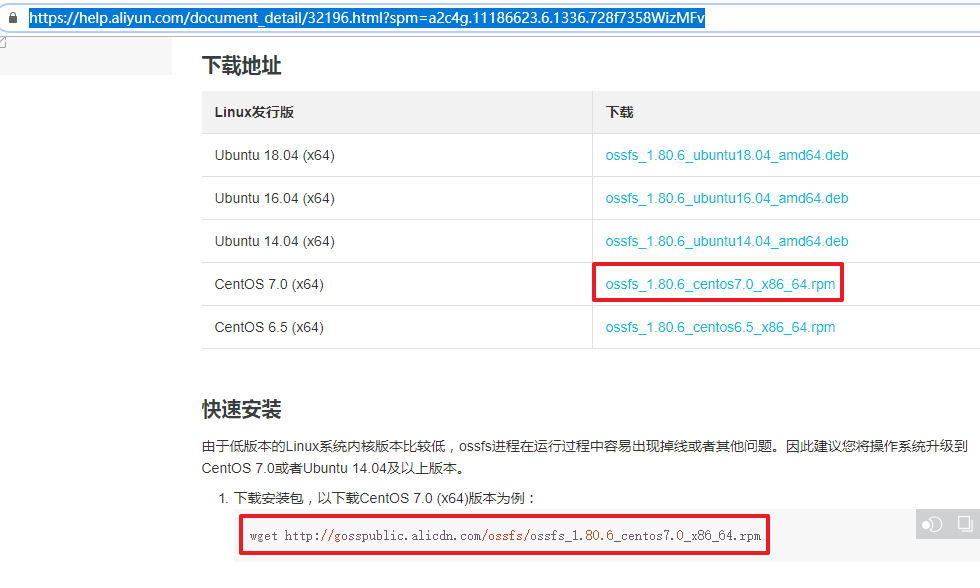 https://help.aliyun.com/document_detail/32196.html?spm=a2c4g.11186623.6.1336.728f7358WizMFv
下载地址
Linux发行版 下载
Ubuntu 18.04 (x64) ossfs_1.80.6_ubuntu18.04_amd64.deb
Ubuntu 16.04 (x64) ossfs_1.80.6_ubuntu16.04_amd64.deb
Ubuntu 14.04 (x64) ossfs_1.80.6_ubuntu14.04_amd64.deb
CentOS 7.0 (x64) ossfs_1.80.6_centos7.0_x86_64.rpm
CentOS 6.5 (x64) ossfs_1.80.6_centos6.5_x86_64.rpm
快速安装
由于低版本的Linux系统内核版本比较低，ossfs进程在运行过程中容易出现掉线或者其他问题。因此建议您将操作系统升级到
CentOS 7.0或者Ubuntu 14.04及以上版本。
1. 下载安装包，以下载CentOS 7.0 (x64)版本为例：
wget http://gosspublic.alicdn.com/ossfs/ossfs_1.80.6_centos7.0_x86_64.rpm